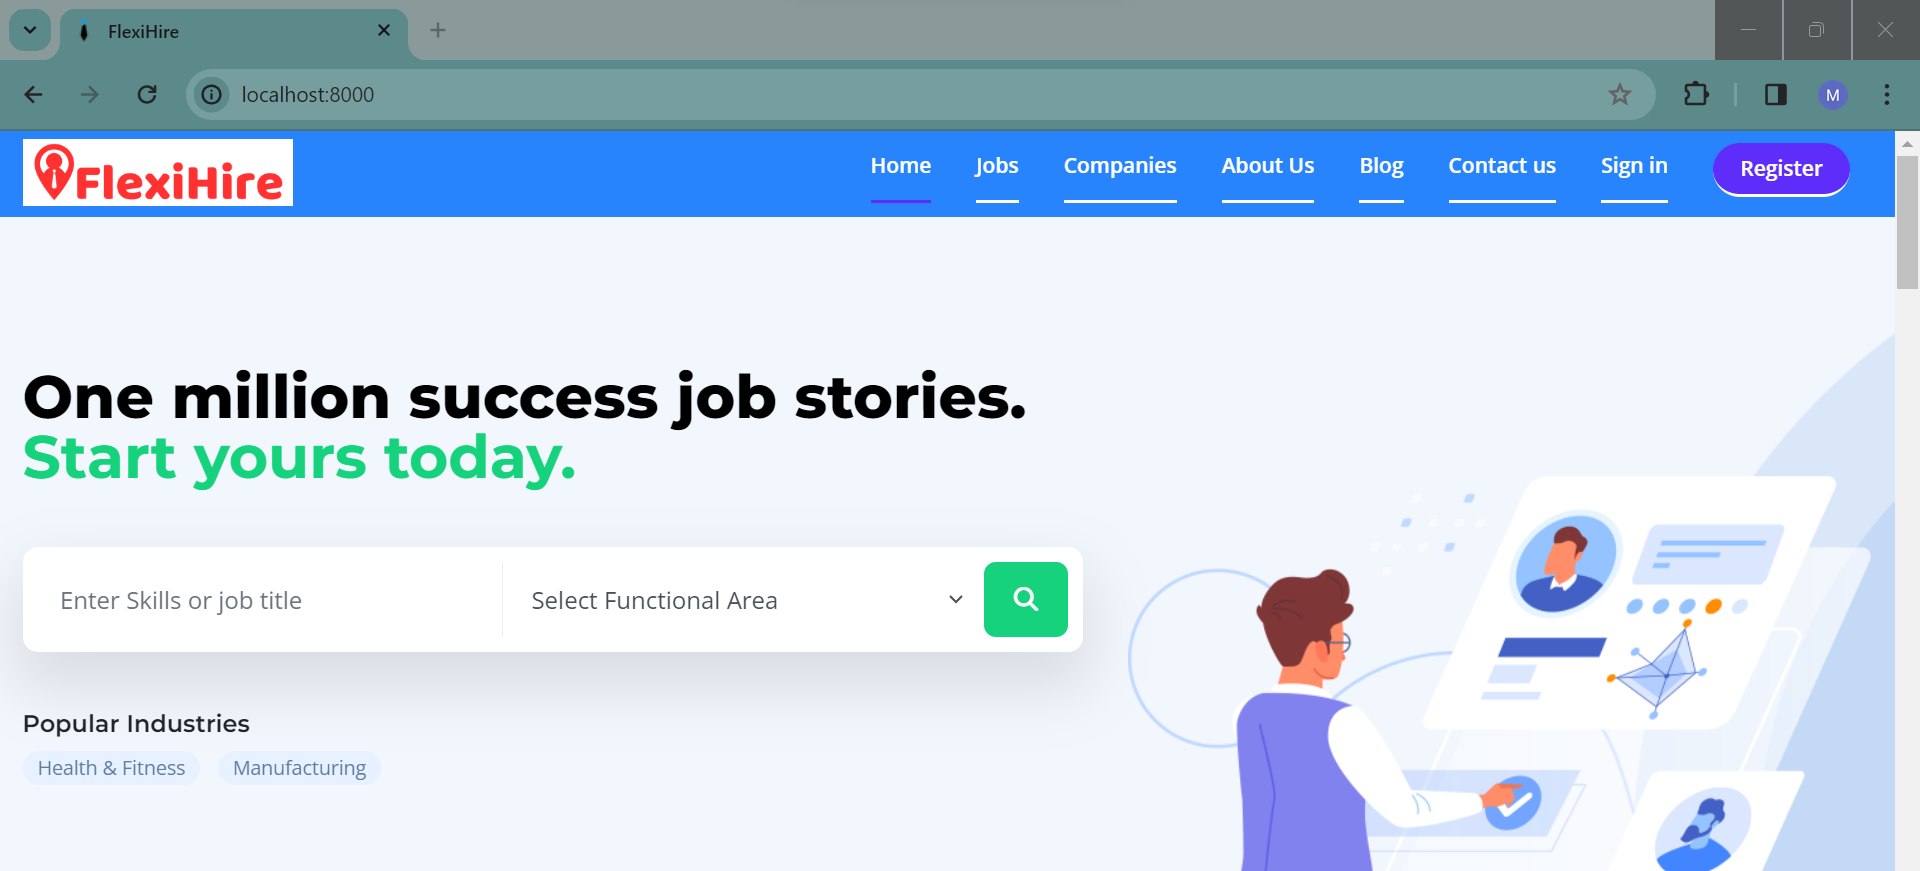 FlexiHire
localhost:8000
M
FlexiHire
Home Jobs Companies About Us Blog Contact us Sign in Register
One million success job stories.
Start yours today.
Enter Skills or job title
Select Functional Area
Popular Industries
Health & Fitness Manufacturing